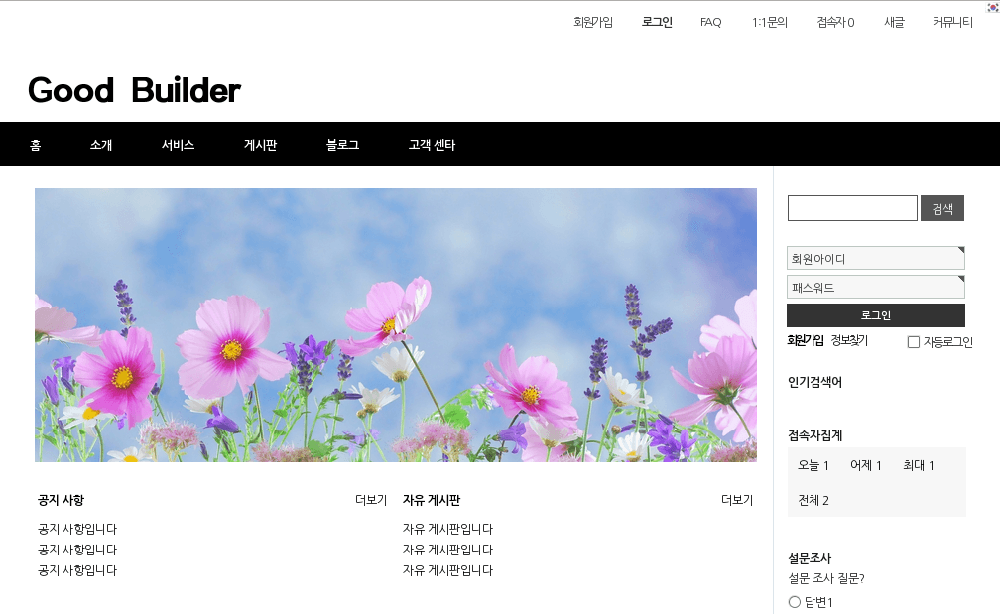 회원가입 로그인 FAQ 1:1문의 접속자 0 새글 커뮤니티
Good Builder
홈 소개 서비스 게시판 블로그 고객 센타
검색
회원아이디
패스워드
로그인
회원가입 정보찾기 자동로그인
인기검색어
접속자집계
오늘 1 어제 1 최대 1
전체 2
공지 사항 더보기
공지 사항입니다
공지 사항입니다
공지 사항입니다
자유 게시판 더보기
자유 게시판입니다
자유 게시판입니다
자유 게시판입니다
설문조사
설문 조사 질문?
답변1